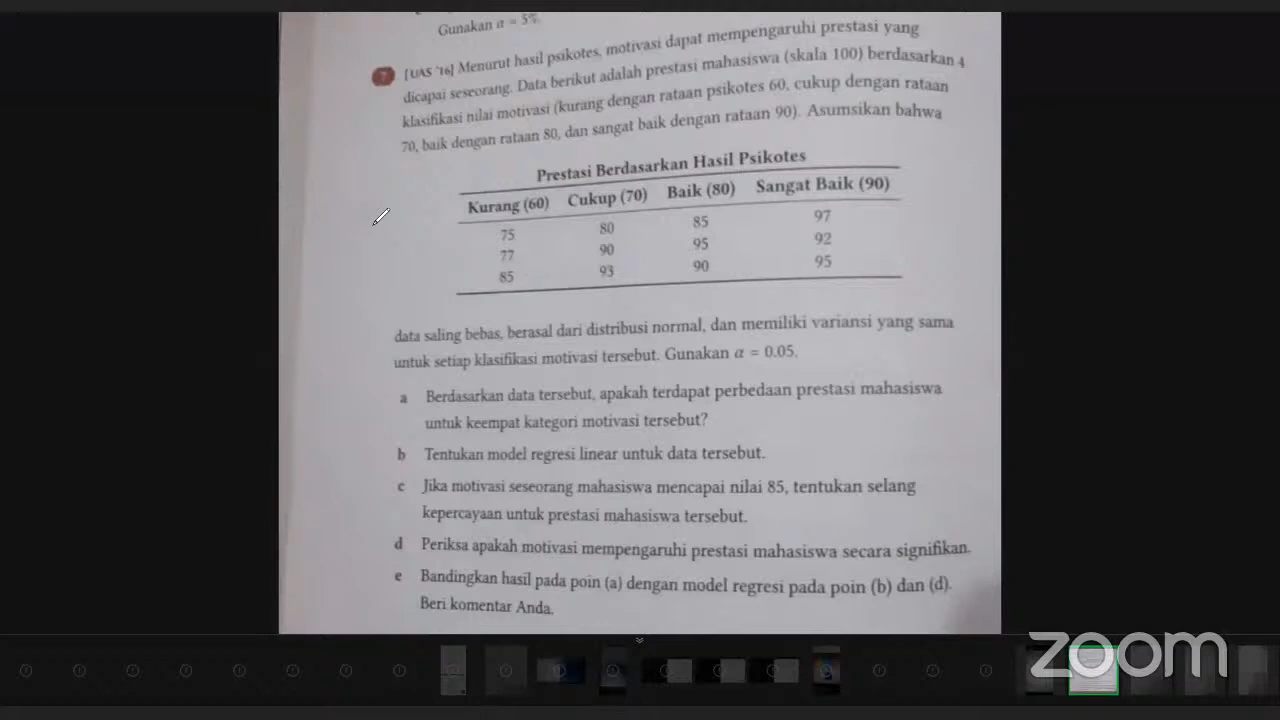 Gunakan α = 5%
7 [UAS '16] Menurut hasil psikotes, motivasi dapat mempengaruhi prestasi yang
dicapai seseorang. Data berikut adalah prestasi mahasiswa (skala 100) berdasarkan 4
klasifikasi nilai motivasi (kurang dengan rataan psikotes 60, cukup dengan rataan
70, baik dengan rataan 80, dan sangat baik dengan rataan 90). Asumsikan bahwa
Prestasi Berdasarkan Hasil Psikotes
Kurang (60) Cukup (70) Baik (80) Sangat Baik (90)
75 80 85 97
77 90 95 92
85 93 90 95
data saling bebas, berasal dari distribusi normal, dan memiliki variansi yang sama
untuk setiap klasifikasi motivasi tersebut. Gunakan α = 0.05.
a Berdasarkan data tersebut, apakah terdapat perbedaan prestasi mahasiswa
untuk keempat kategori motivasi tersebut?
b Tentukan model regresi linear untuk data tersebut.
c Jika motivasi seseorang mahasiswa mencapai nilai 85, tentukan selang
kepercayaan untuk prestasi mahasiswa tersebut.
d Periksa apakah motivasi mempengaruhi prestasi mahasiswa secara signifikan.
e Bandingkan hasil pada poin (a) dengan model regresi pada poin (b) dan (d).
Beri komentar Anda.
zoom